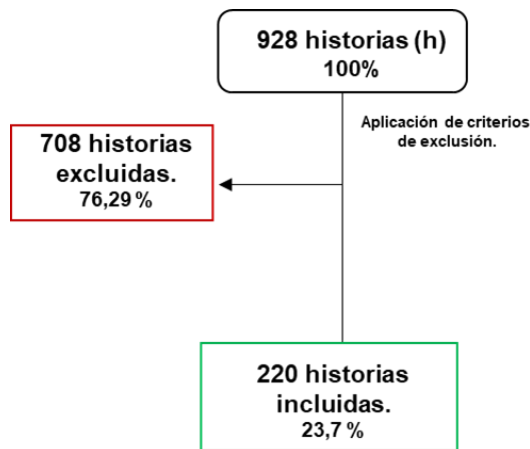 928 historias (h)
100%
Aplicación de criterios
de exclusión.
708 historias
excluidas.
76,29 %
220 historias
incluidas.
23,7 %